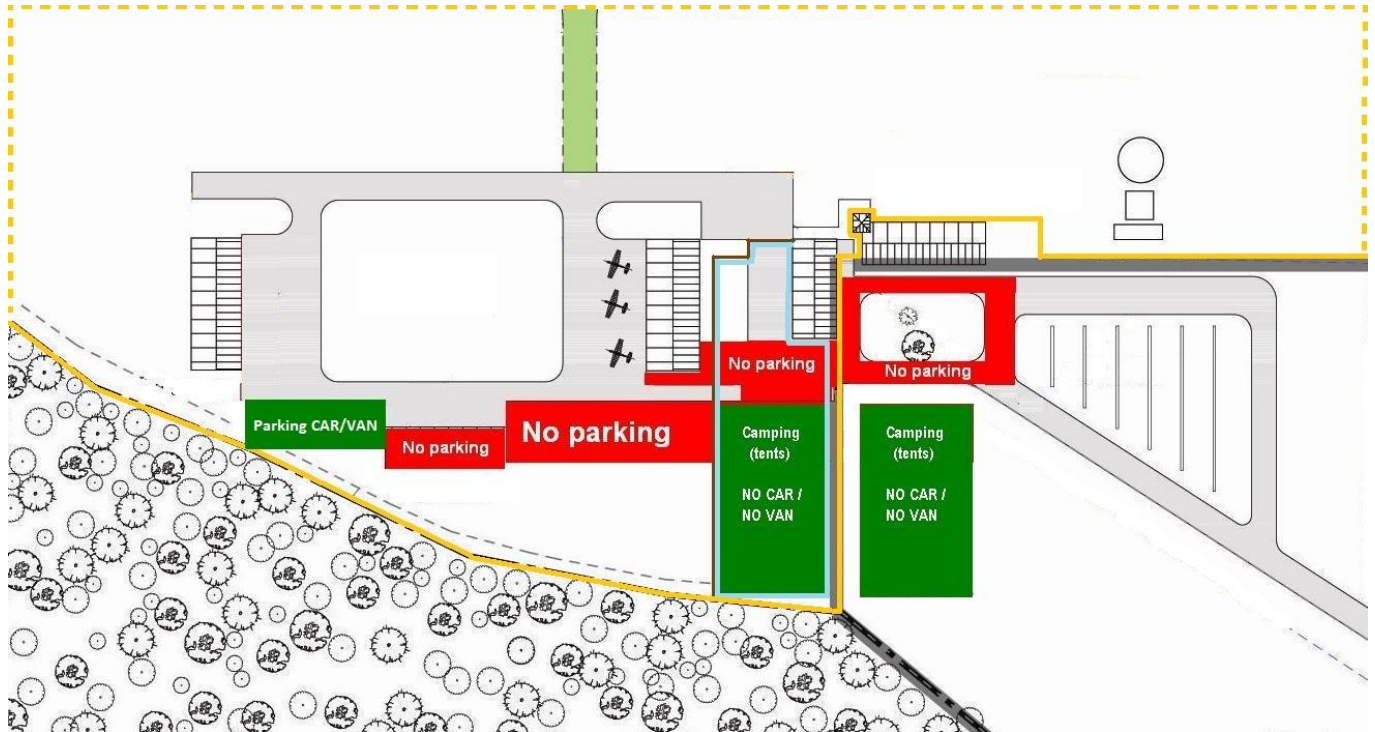 No parking
No parking
Parking CAR/VAN
No parking
No parking
Camping
(tents)
NO CAR /
NO VAN
Camping
(tents)
NO CAR /
NO VAN